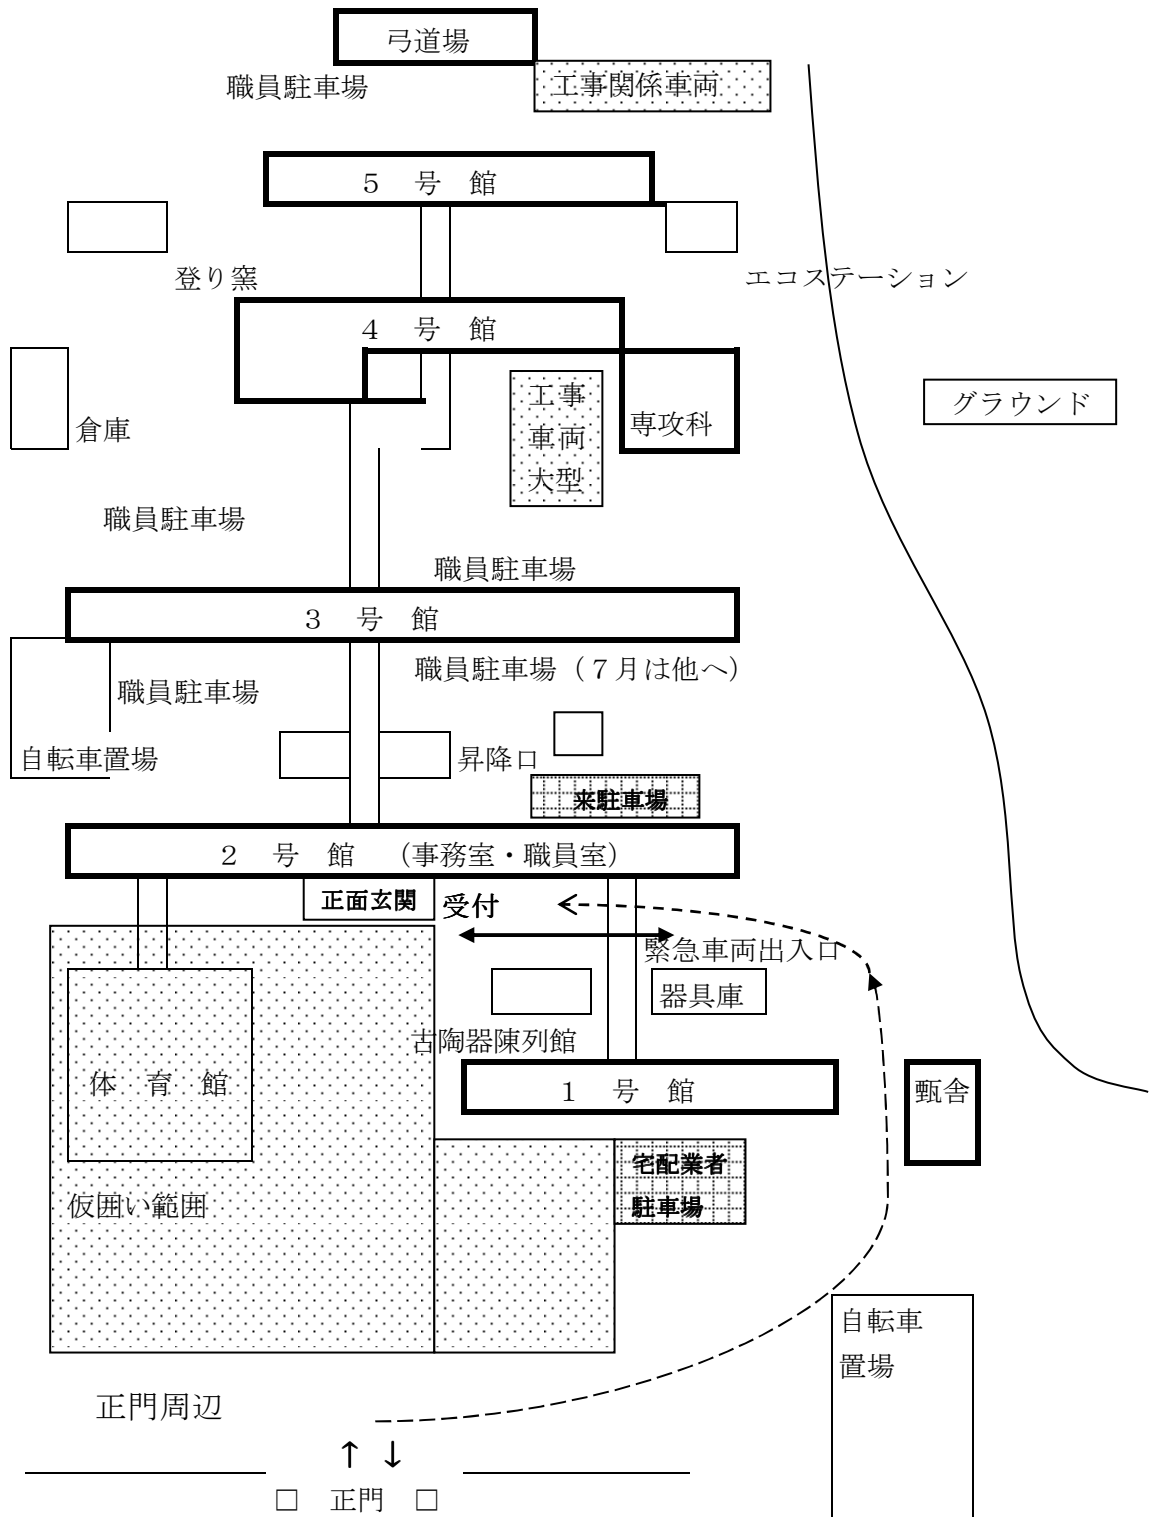 弓道場
職員駐車場
工事関係車両
５　号　館
登り窯
エコステーション
４　号　館
グラウンド
倉庫
工事
車両
大型
専攻科
職員駐車場
職員駐車場
３　号　館
職員駐車場（７月は他へ）
職員駐車場
自転車置場
昇降口
来駐車場
２　号　館　（事務室・職員室）
正面玄関
受付
緊急車両出入口
器具庫
古陶器陳列館
体　育　館
１　号　館
甄舎
宅配業者
駐車場
仮囲い範囲
自転車
置場
正門周辺
↑ ↓
□　正門　□